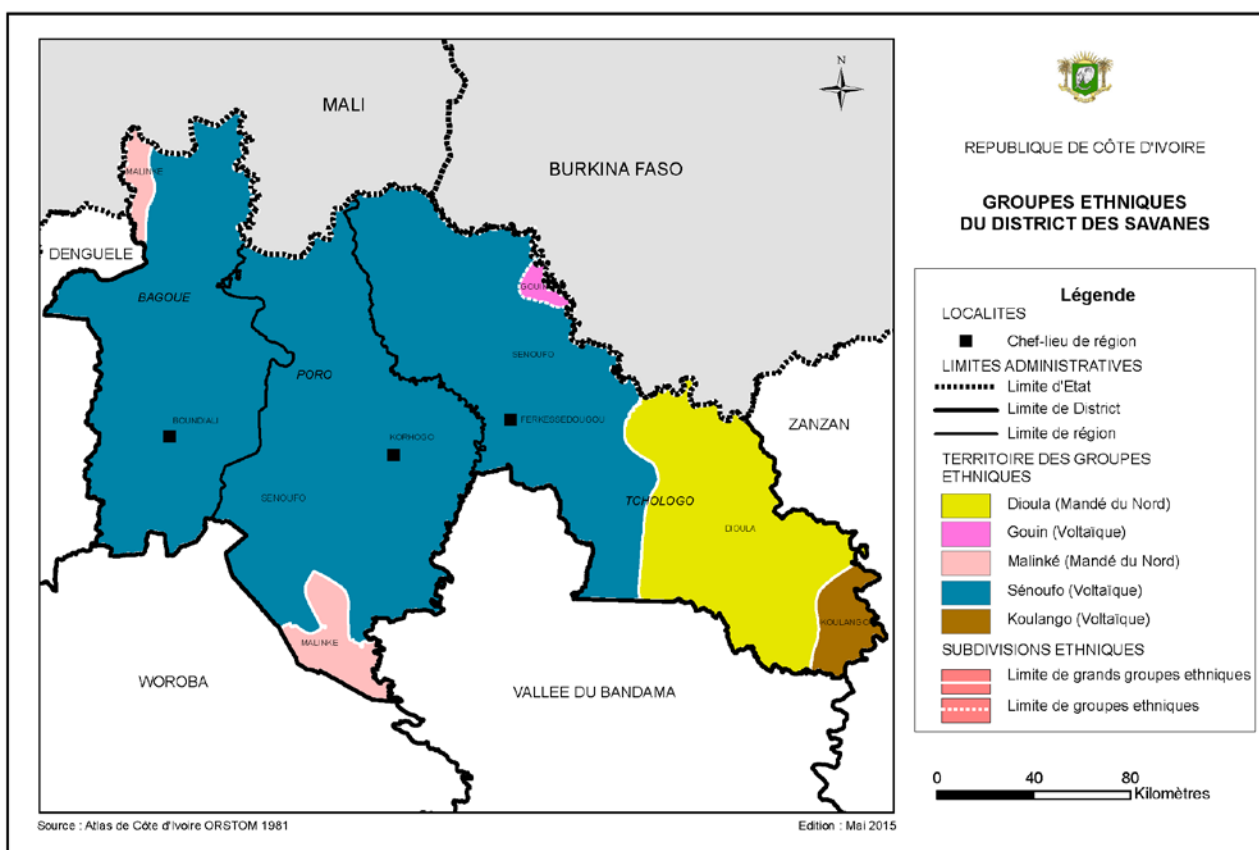 N
MALI
BURKINA FASO
MALINKE
DENGUELE
BAGOUE
GOUIN
SENOUFO
PORO
BOUNDIALI
FERKESSEDOUGOU
ZANZAN
KORHOGO
SENOUFO
TCHOLOGO
DIOULA
KOULANGO
MALINKE
WOROBA
VALLEE DU BANDAMA
Source : Atlas de Côte d'Ivoire ORSTOM 1981
Edition : Mai 2015
REPUBLIQUE DE CÔTE D'IVOIRE
GROUPES ETHNIQUES
DU DISTRICT DES SAVANES
Légende
LOCALITES
Chef-lieu de région
LIMITES ADMINISTRATIVES
Limite d'Etat
Limite de District
Limite de région
TERRITOIRE DES GROUPES
ETHNIQUES
Dioula (Mandé du Nord)
Gouin (Voltaïque)
Malinké (Mandé du Nord)
Sénoufo (Voltaïque)
Koulango (Voltaïque)
SUBDIVISIONS ETHNIQUES
Limite de grands groupes ethniques
Limite de groupes ethniques
0 40 80
Kilomètres